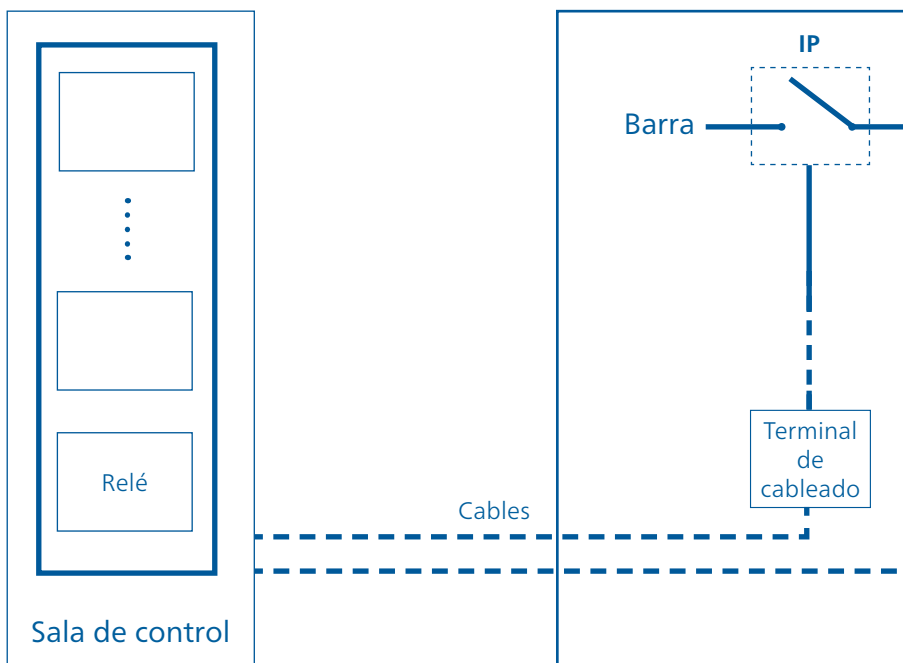 IP
Barra
Terminal
de
cableado
Relé
Cables
Sala de control